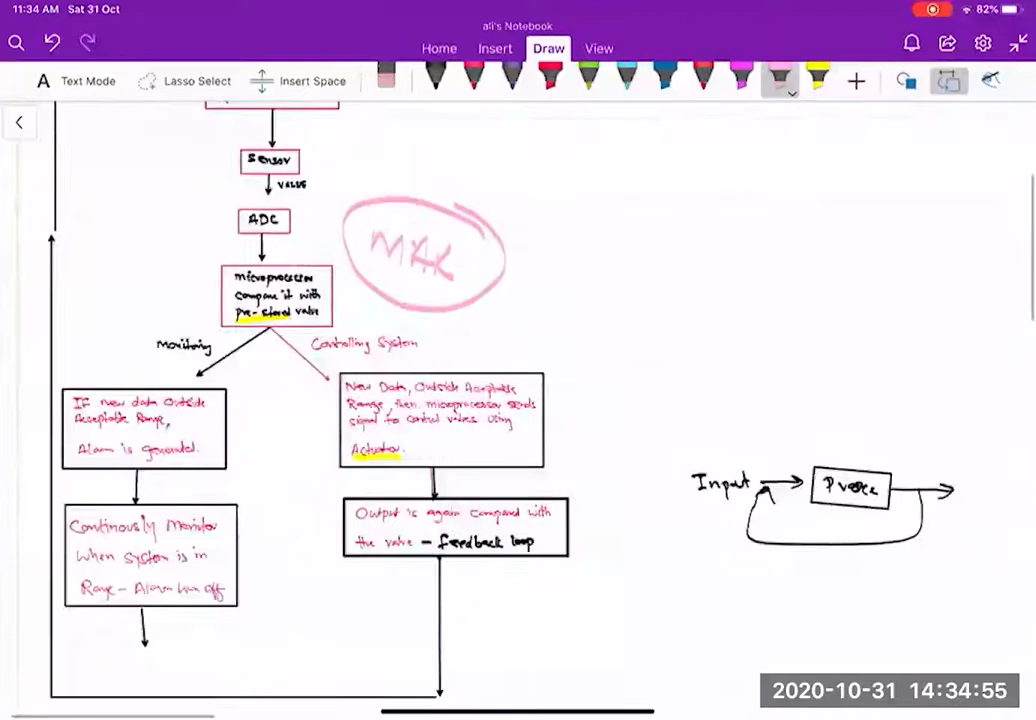 11:34 AM Sat 31 Oct
82%
ali's Notebook
Home Insert Draw View
A Text Mode Lasso Select Insert Space
Sensor
VALUE
ADC
MAK
microprocessor
compare it with
pre-stored value
Monitoring
Controlling System
IF new data outside
Acceptable Range,
Alarm is generated.
New Data, Outside Acceptable
Range, then microprocessor sends
signal to control valves using
Actuator.
Continously Monitor
When System is in
Range - Alarm turn off
Output is again compared with
the value - feedback loop
Input
2020-10-31 14:34:55